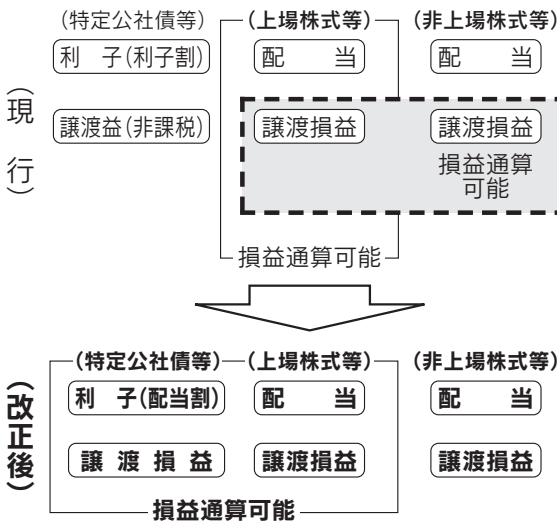 (特定公社債等) (上場株式等) (非上場株式等)
(現行)
利 子(利子割) 配 当 配 当
譲渡益(非課税) 譲渡損益 譲渡損益
損益通算
可能
損益通算可能
(特定公社債等) (上場株式等) (非上場株式等)
(改正後)
利 子(配当割) 配 当 配 当
譲 渡 損 益 譲渡損益 譲渡損益
損益通算可能